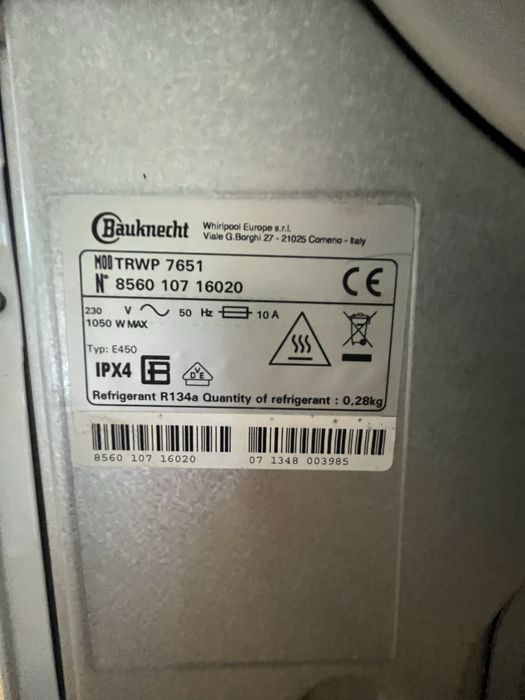 Bauknecht
Whirlpool Europe s.r.l.
Viale G.Borghi 27 - 21025 Comerio - Italy
MOD TRWP 7651
N° 8560 107 16020
CE
230 V 50 Hz 10 A
1050 W MAX
Typ: E450
IPX4
VDE
Refrigerant R134a Quantity of refrigerant : 0,28kg
8560 107 16020
07 1348 003985